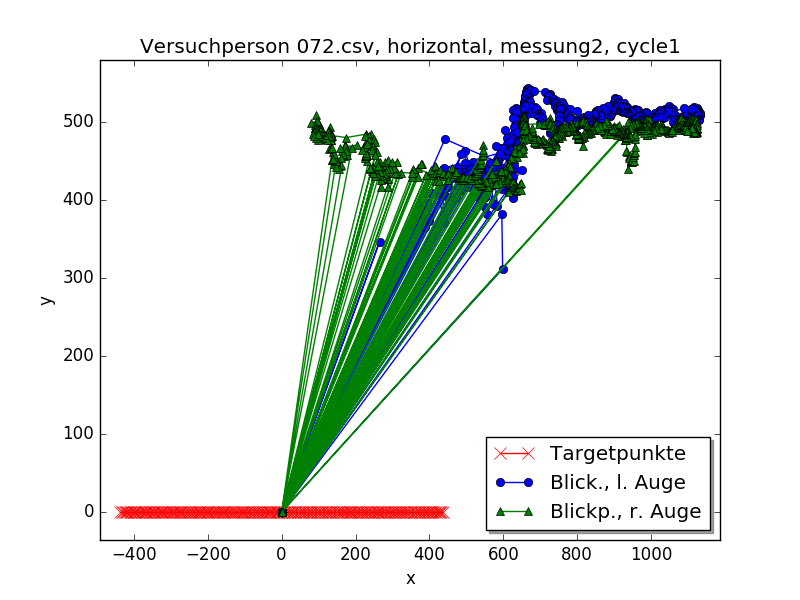 Versuchperson 072.csv, horizontal, messung2, cycle1
y
500
400
300
200
100
0
−400 −200 0 200 400 600 800 1000
x
Targetpunkte
Blick., l. Auge
Blickp., r. Auge